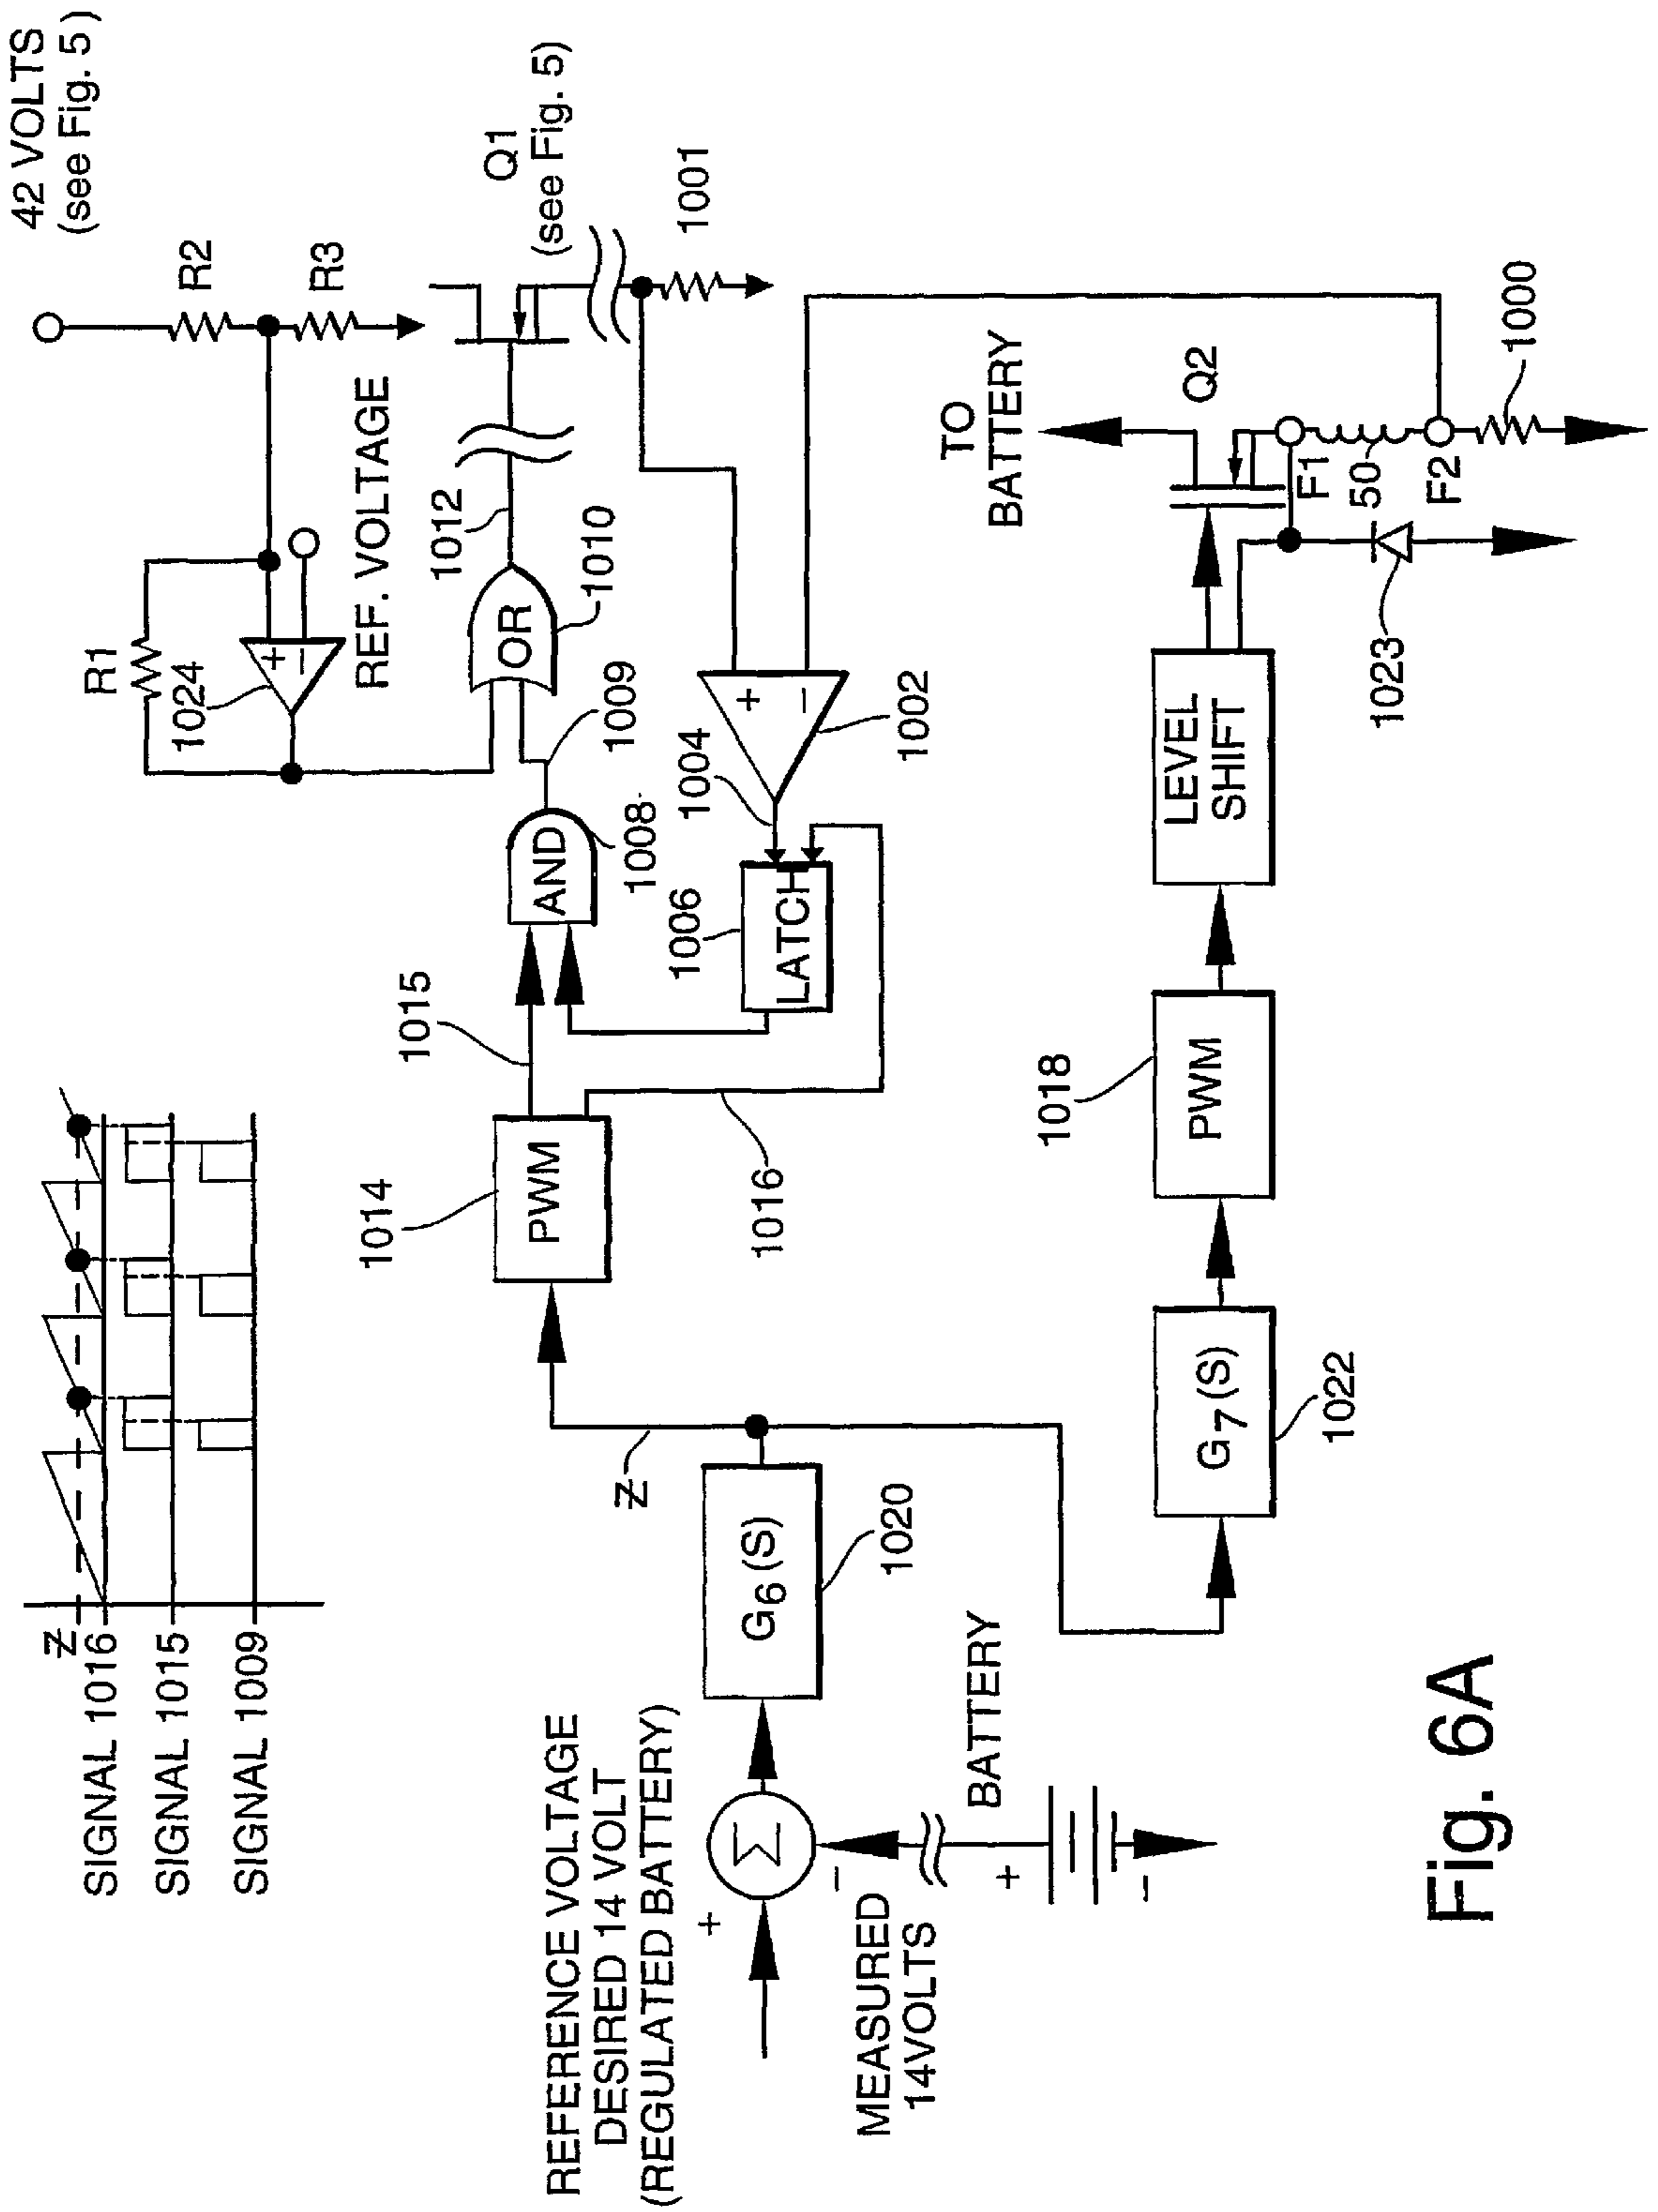 42 VOLTS
(see Fig. 5)
R2
R3
Q1
(see Fig. 5)
1001
R1
1024
+
−
REF. VOLTAGE
1012
OR
1010
1009
AND
1008
+
−
1002
1004
LATCH
1006
1015
PWM
1014
1016
Z
SIGNAL 1016
SIGNAL 1015
SIGNAL 1009
Z
REFERENCE VOLTAGE
DESIRED 14 VOLT
(REGULATED BATTERY)
+
Σ
−
MEASURED
14VOLTS
+
−
BATTERY
G6(S)
1020
G7(S)
1022
PWM
1018
LEVEL
SHIFT
1023
TO
BATTERY
Q2
F1
50
F2
1000
Fig. 6A